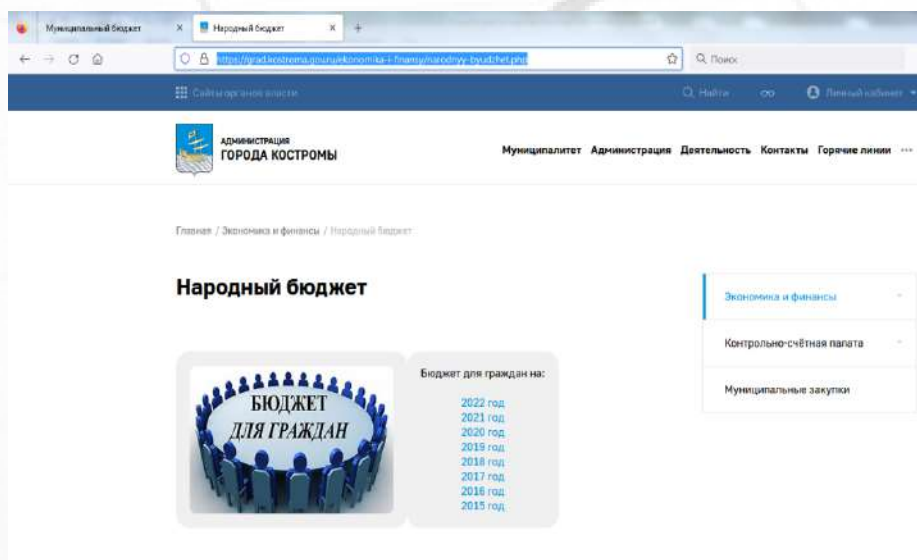 Муниципальный бюджет
Народный бюджет
https://grad.kostroma.gov.ru/ekonomika-i-finansy/narodnyy-byudzhet.php
Поиск
Сайты органов власти
Найти
Личный кабинет
АДМИНИСТРАЦИЯ
ГОРОДА КОСТРОМЫ
Муниципалитет Администрация Деятельность Контакты Горячие линии ...
Главная / Экономика и финансы / Народный бюджет
Народный бюджет
Экономика и финансы
Контрольно-счётная палата
Муниципальные закупки
БЮДЖЕТ
ДЛЯ ГРАЖДАН
Бюджет для граждан на:
2022 год
2021 год
2020 год
2019 год
2018 год
2017 год
2016 год
2015 год